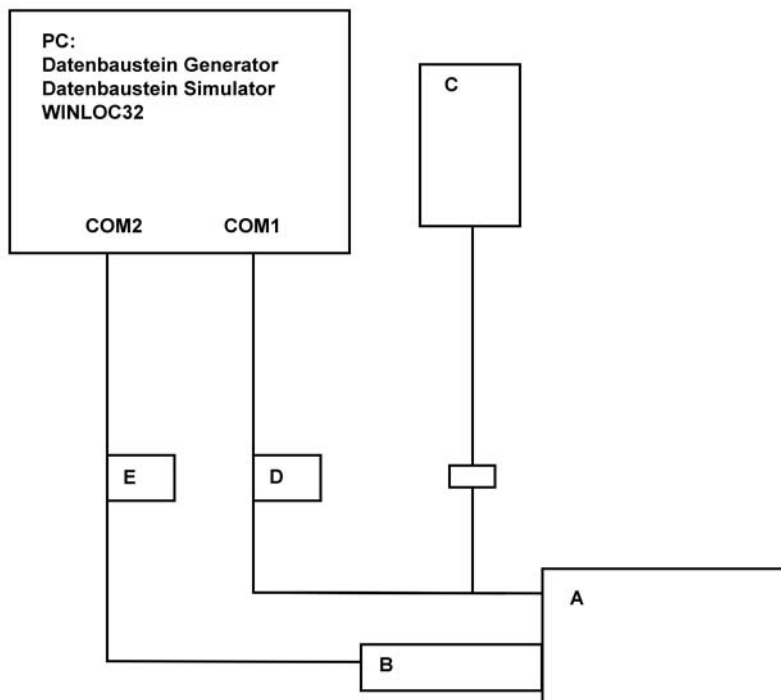 PC:
Datenbaustein Generator
Datenbaustein Simulator
WINLOC32
C
COM2 COM1
E D
A
B